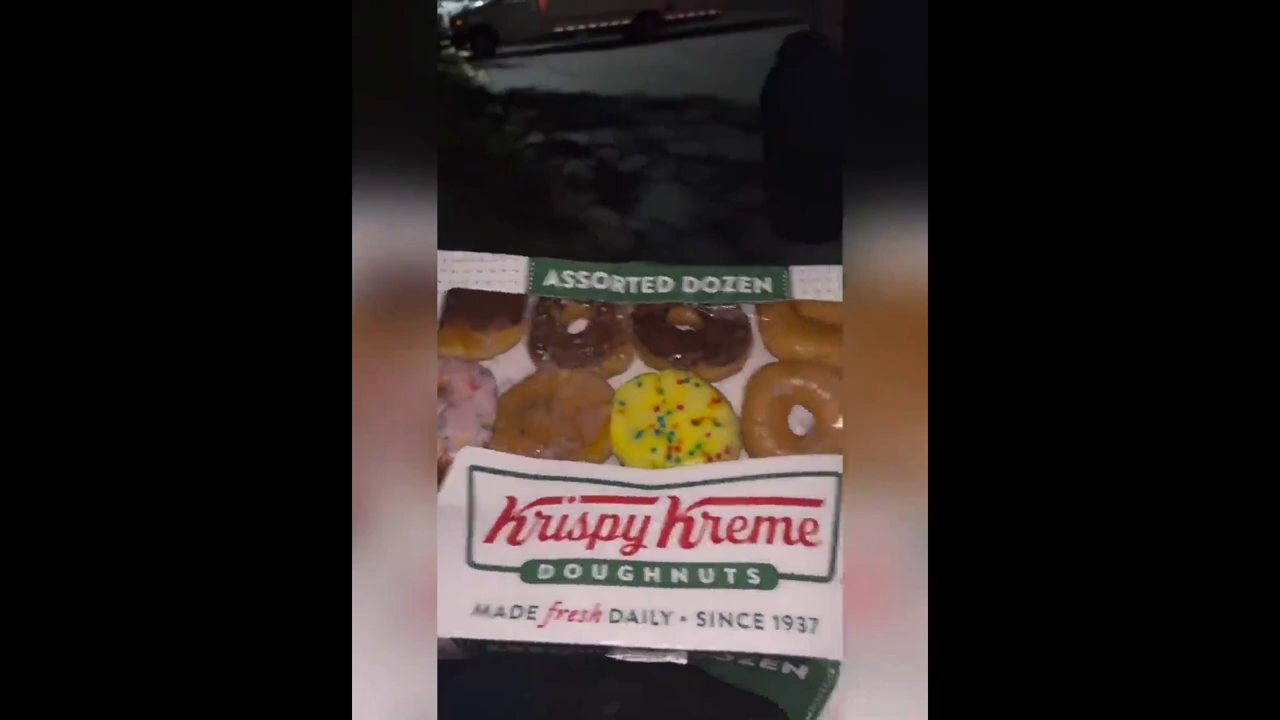 ASSORTED DOZEN
Krispy Kreme
DOUGHNUTS
MADE fresh DAILY • SINCE 1937